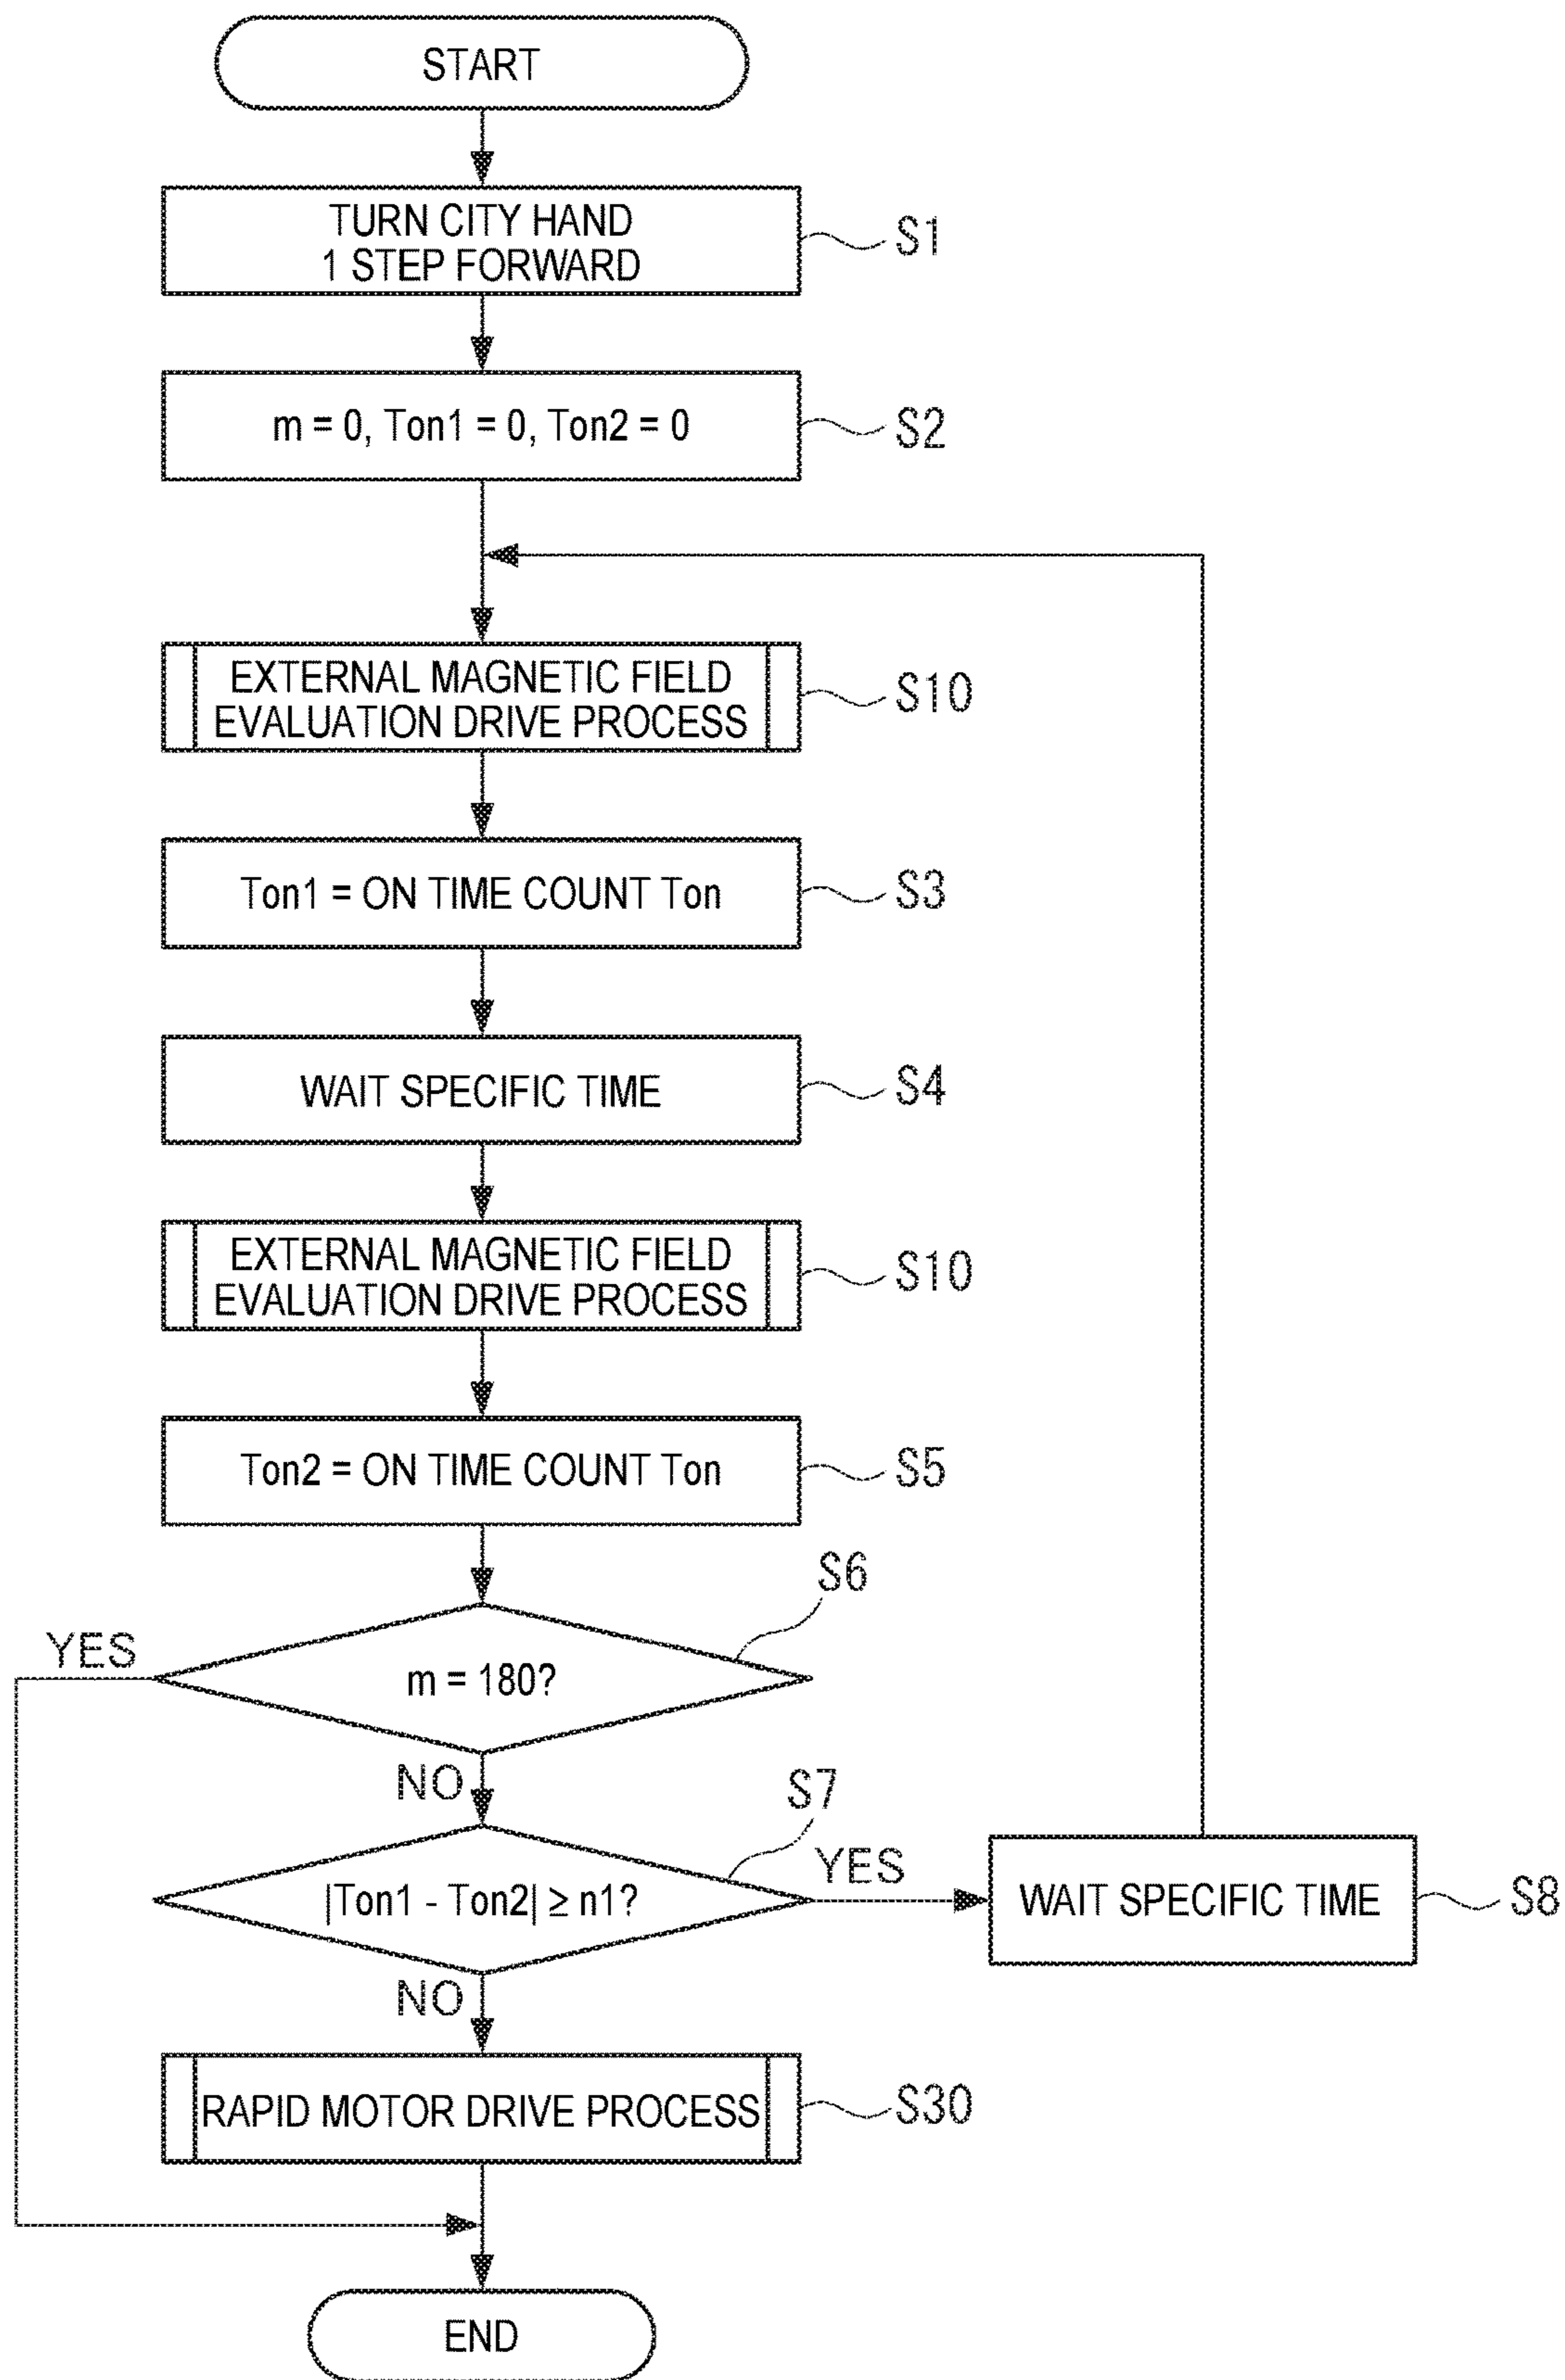 START
TURN CITY HAND
1 STEP FORWARD
S1
m = 0, Ton1 = 0, Ton2 = 0
S2
EXTERNAL MAGNETIC FIELD
EVALUATION DRIVE PROCESS
S10
Ton1 = ON TIME COUNT Ton
S3
WAIT SPECIFIC TIME
S4
EXTERNAL MAGNETIC FIELD
EVALUATION DRIVE PROCESS
S10
Ton2 = ON TIME COUNT Ton
S5
S6
YES
m = 180?
NO
S7
YES
|Ton1 - Ton2| ≥ n1?
WAIT SPECIFIC TIME
S8
NO
RAPID MOTOR DRIVE PROCESS
S30
END